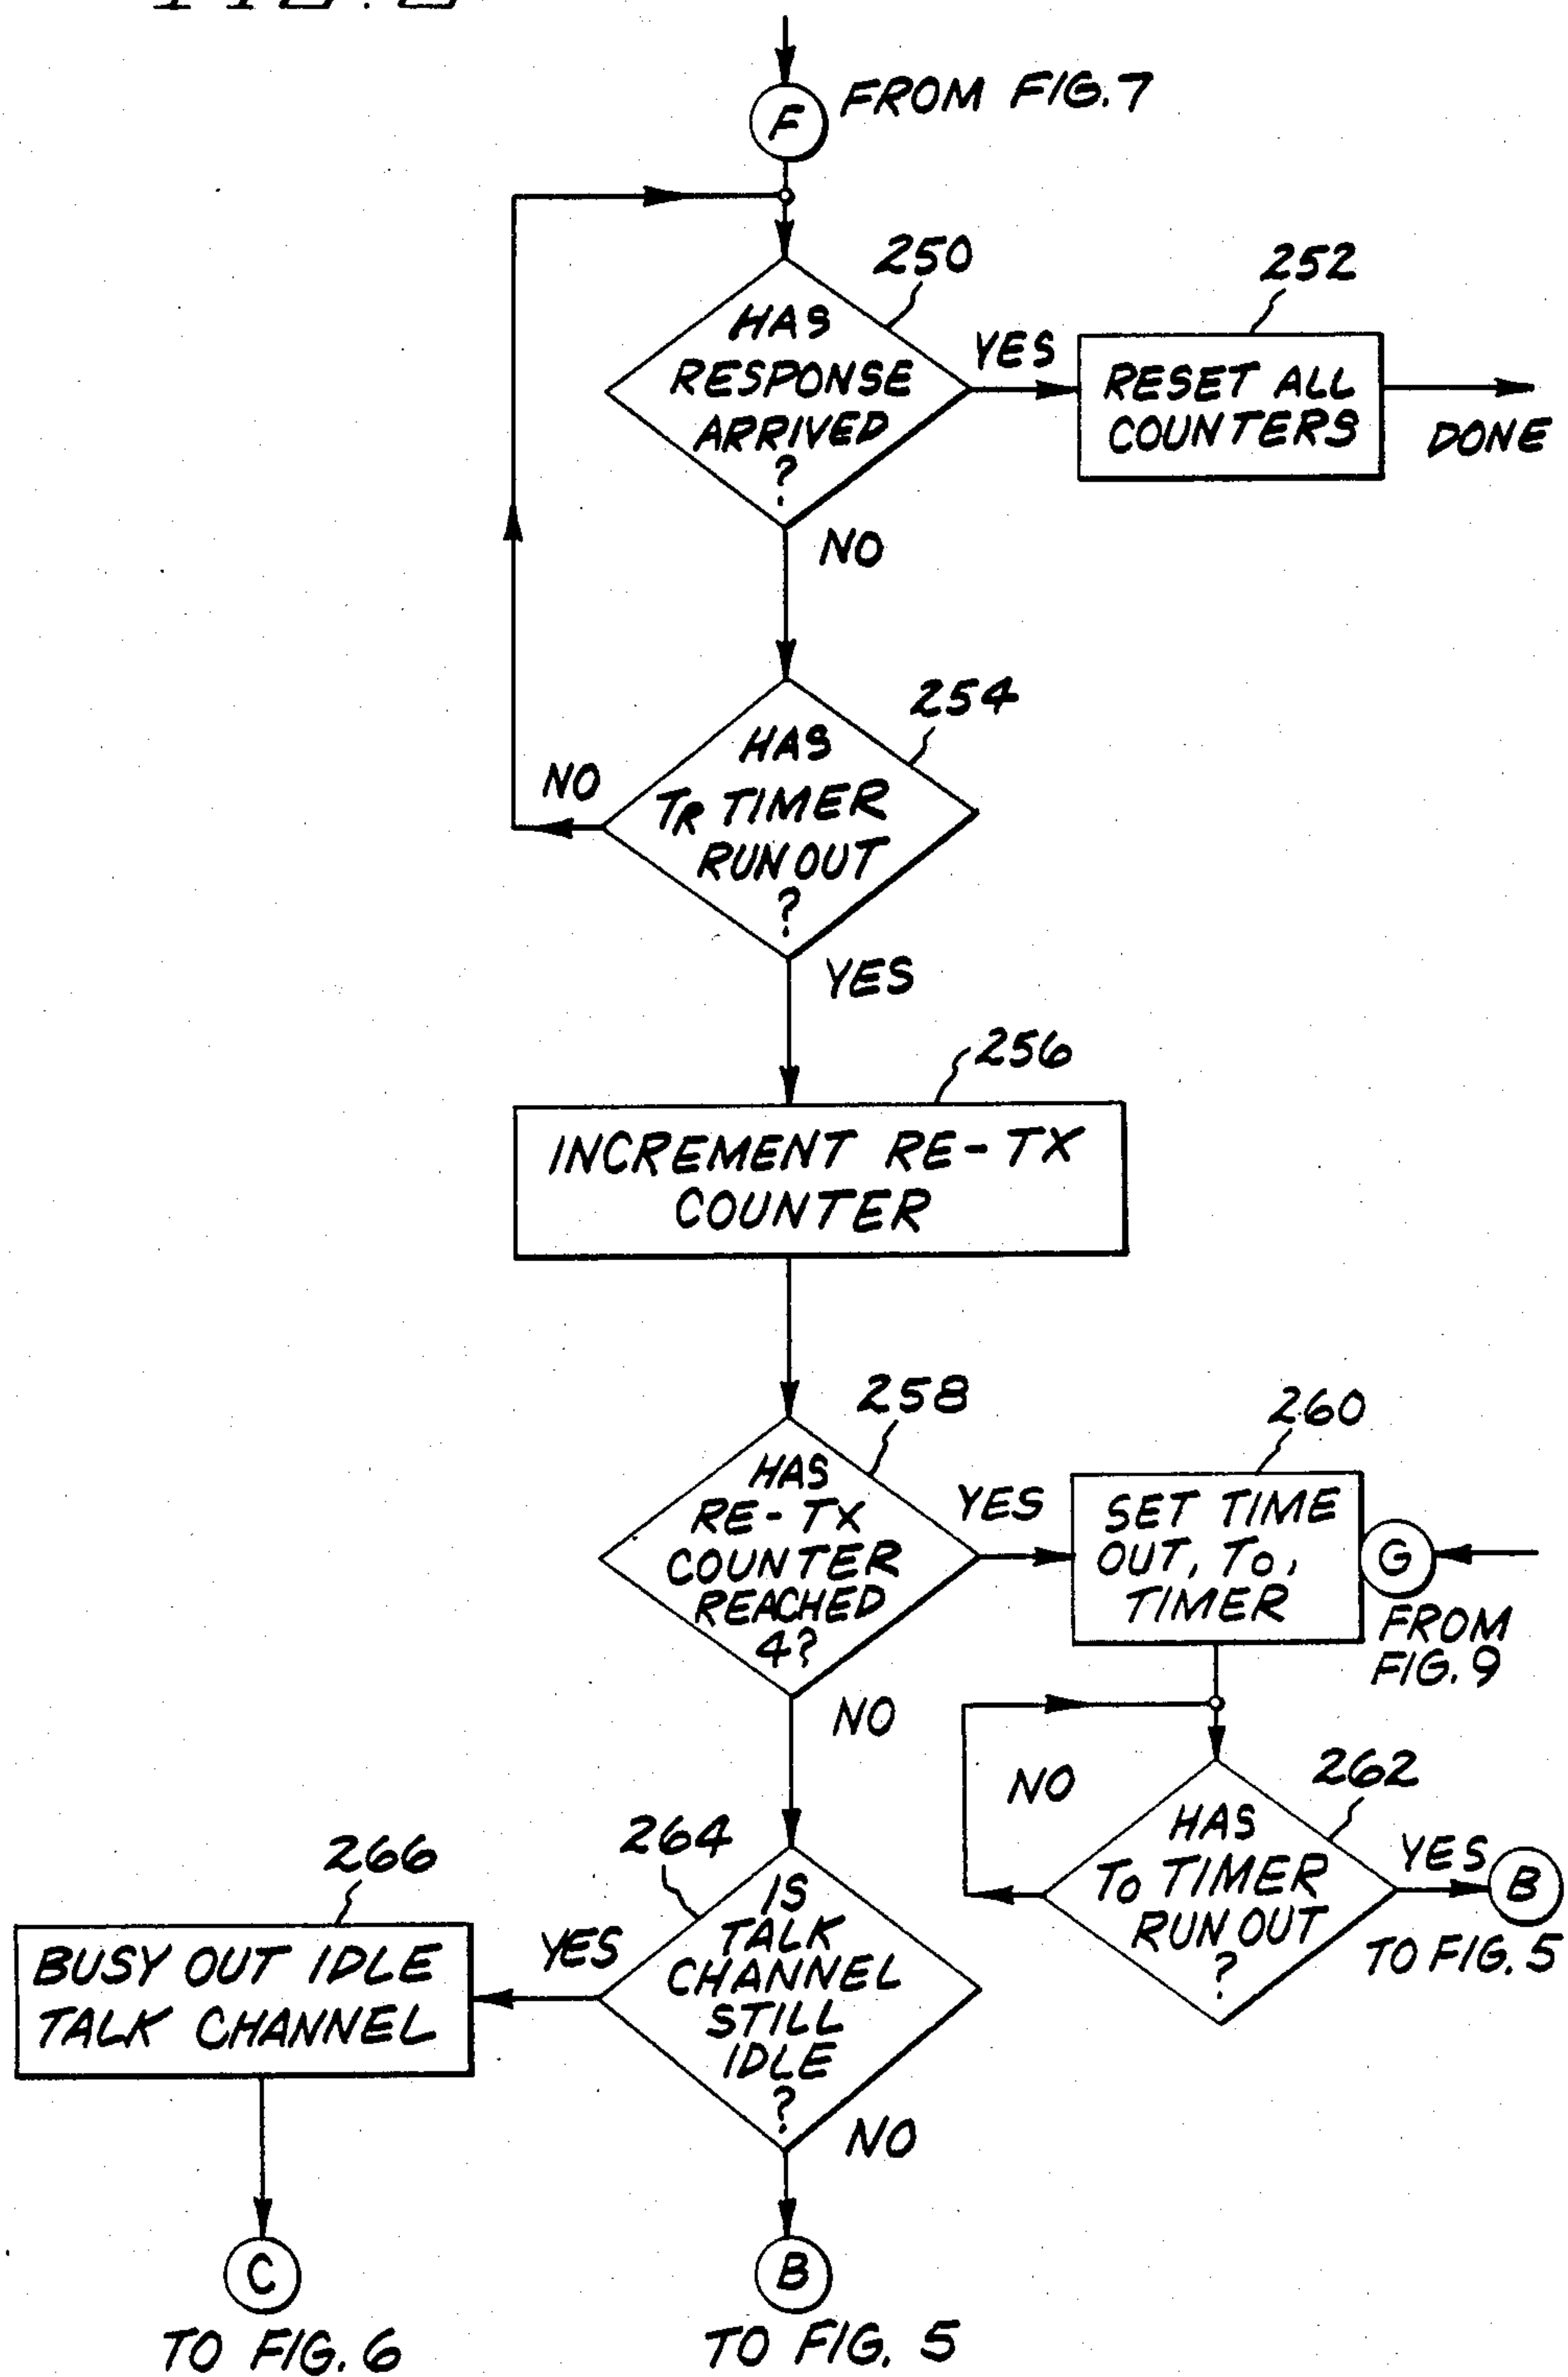 F FROM FIG. 7
250
252
HAS
RESPONSE
ARRIVED
?
YES
RESET ALL
COUNTERS
DONE
NO
254
HAS
TR TIMER
RUN OUT
?
NO
YES
256
INCREMENT RE-TX
COUNTER
258
HAS
RE-TX
COUNTER
REACHED
4?
YES
260
SET TIME
OUT, TO,
TIMER
G
FROM
FIG. 9
NO
NO
262
HAS
TO TIMER
RUN OUT
?
YES
B
TO FIG. 5
264
IS
TALK
CHANNEL
STILL
IDLE
?
YES
266
BUSY OUT IDLE
TALK CHANNEL
NO
C
TO FIG. 6
B
TO FIG. 5